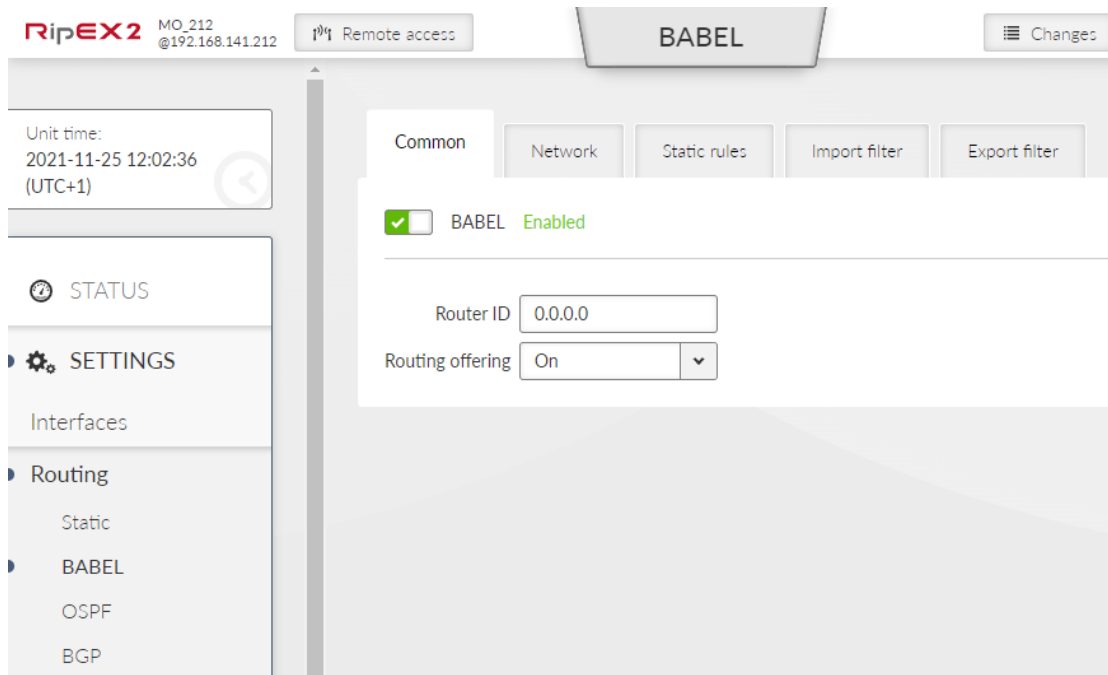 RipEX2
MO_212
@192.168.141.212
Remote access
BABEL
Changes
Unit time:
2021-11-25 12:02:36
(UTC+1)
STATUS
SETTINGS
Interfaces
Routing
Static
BABEL
OSPF
BGP
Common
Network
Static rules
Import filter
Export filter
BABEL Enabled
Router ID 0.0.0.0
Routing offering On